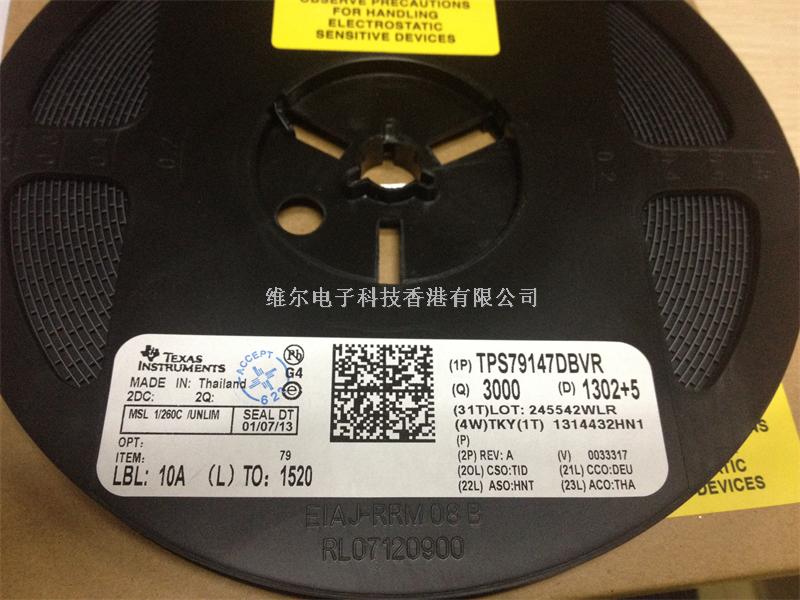 OBSERVE PRECAUTIONS
FOR HANDLING
ELECTROSTATIC
SENSITIVE DEVICES
维尔电子科技香港有限公司
TEXAS
INSTRUMENTS
ACCEPT
Pb
G4
MADE IN: Thailand
2DC: 2Q:
MSL 1/260C /UNLIM
SEAL DT
01/07/13
OPT:
ITEM: 79
LBL: 10A (L) TO: 1520
(1P) TPS79147DBVR
(Q) 3000 (D) 1302+5
(31T)LOT: 245542WLR
(4W)TKY(1T) 1314432HN1
(P)
(2P) REV: A (V) 0033317
(20L) CSO:TID (21L) CCO:DEU
(22L) ASO:HNT (23L) ACO:THA
EIAJ-RRM 08 B
RL07120900
DEVICES